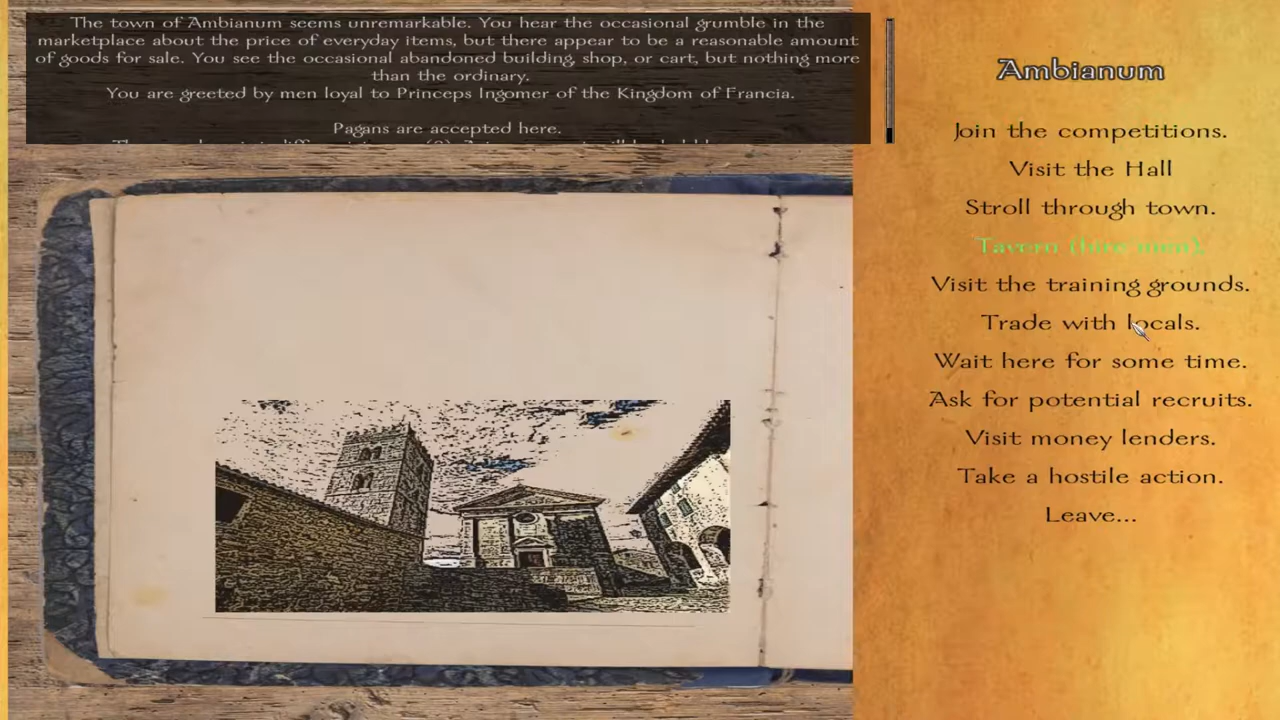 The town of Ambianum seems unremarkable. You hear the occasional grumble in the
marketplace about the price of everyday items, but there appear to be a reasonable amount
of goods for sale. You see the occasional abandoned building, shop, or cart, but nothing more
than the ordinary.
You are greeted by men loyal to Princeps Ingomer of the Kingdom of Francia.
Pagans are accepted here.
Ambianum
Join the competitions.
Visit the Hall
Stroll through town.
Tavern (hire men).
Visit the training grounds.
Trade with locals.
Wait here for some time.
Ask for potential recruits.
Visit money lenders.
Take a hostile action.
Leave...